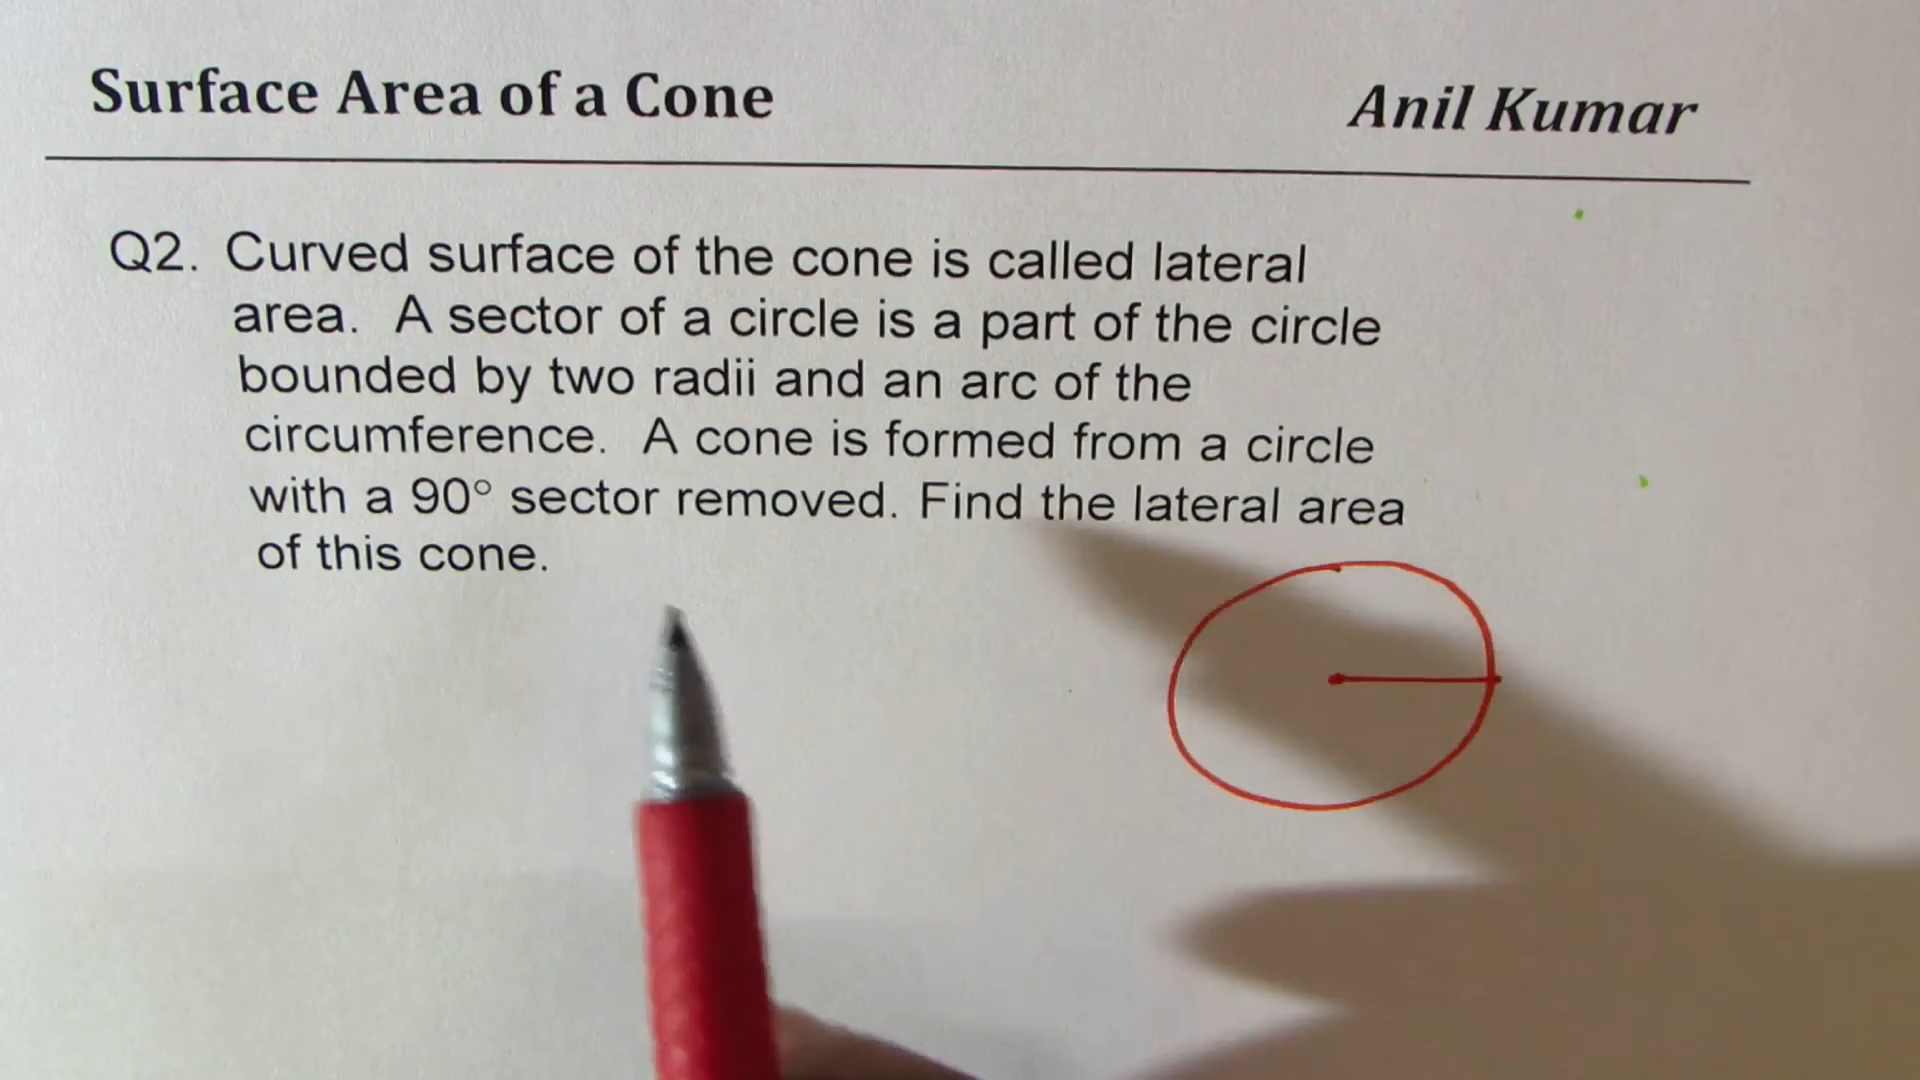 Surface Area of a Cone
Anil Kumar
Q2. Curved surface of the cone is called lateral
area. A sector of a circle is a part of the circle
bounded by two radii and an arc of the
circumference. A cone is formed from a circle
with a 90° sector removed. Find the lateral area
of this cone.